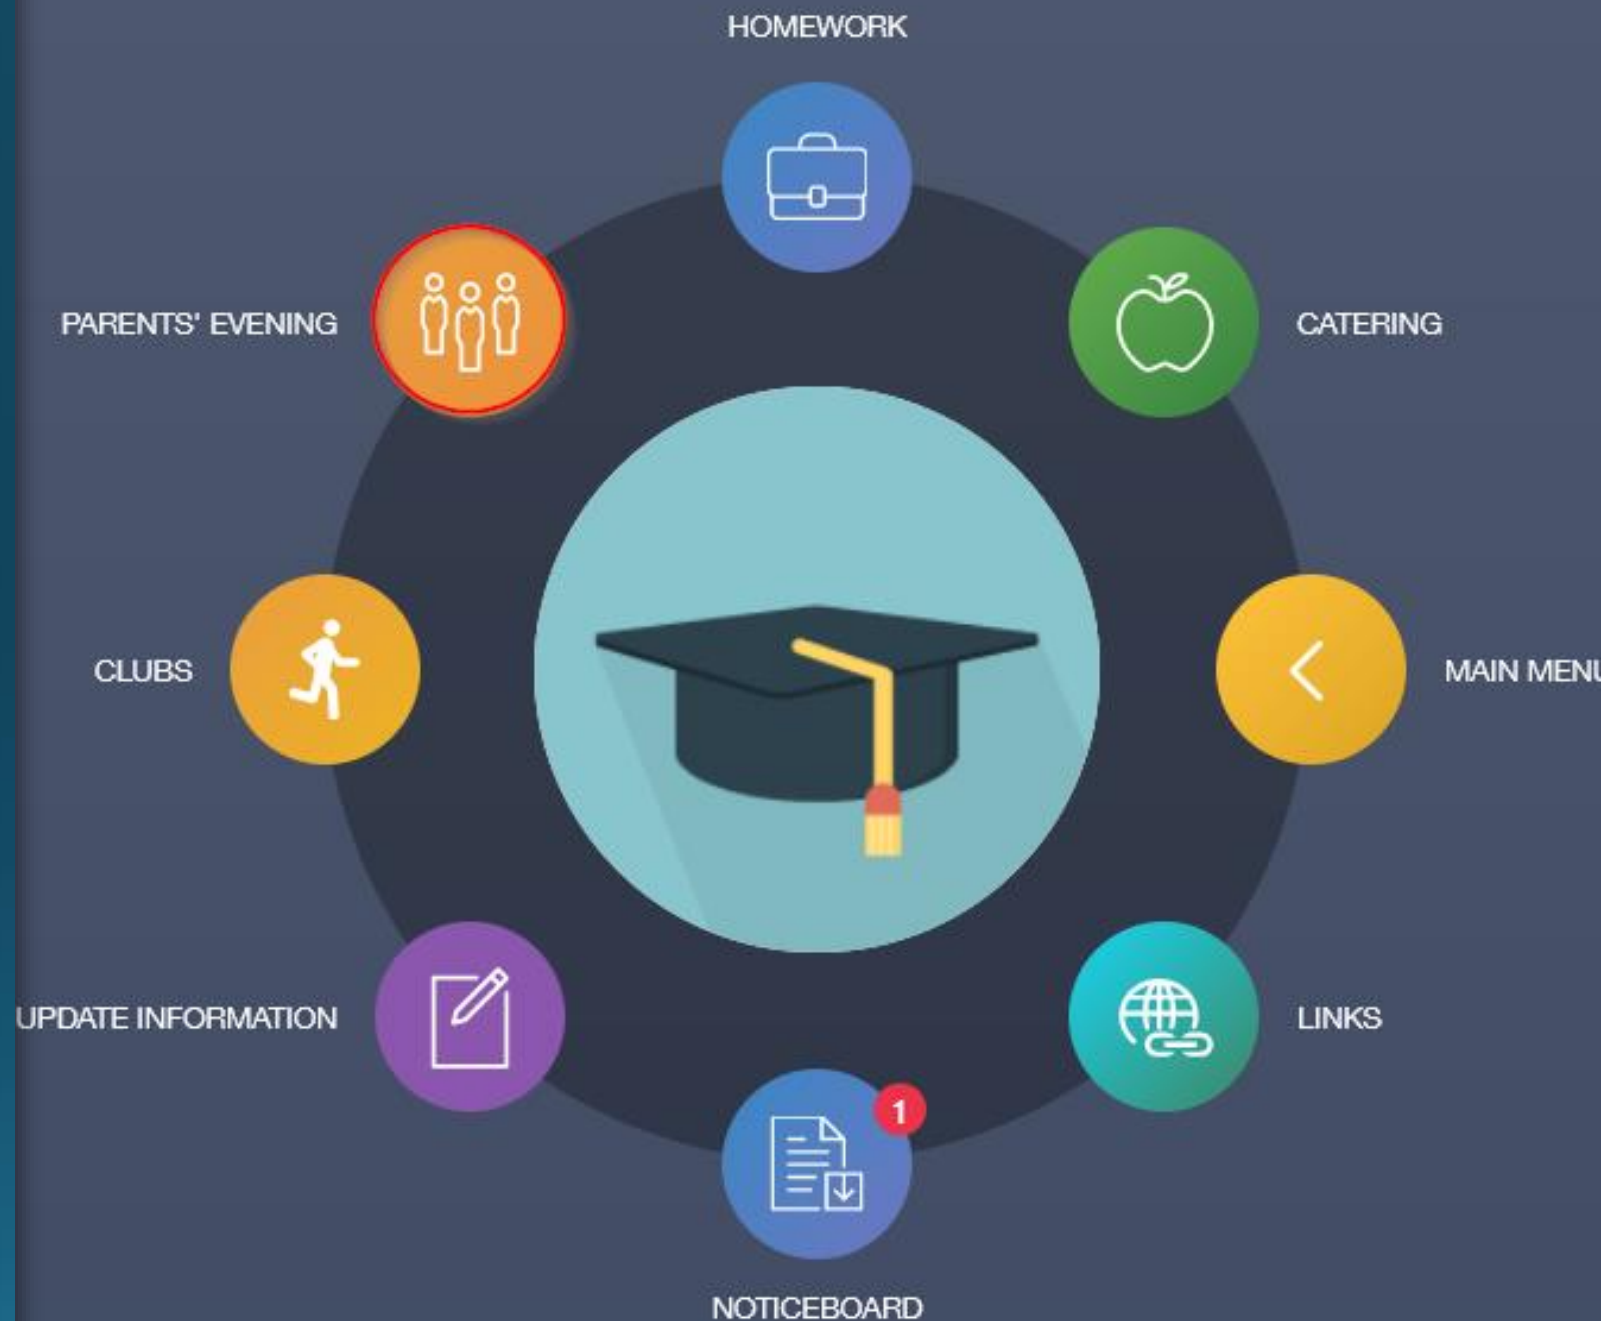 HOMEWORK
PARENTS' EVENING
CATERING
CLUBS
MAIN MENU
UPDATE INFORMATION
LINKS
1
NOTICEBOARD